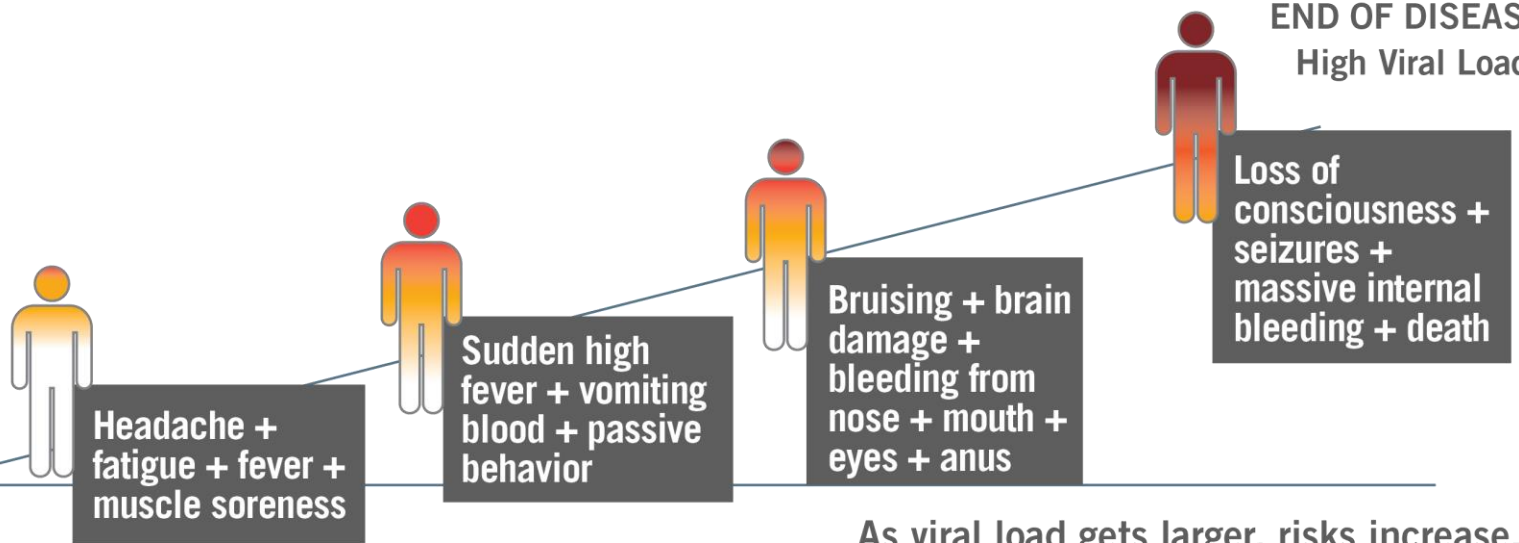 END OF DISEAS
High Viral Load
Headache +
fatigue + fever +
muscle soreness
Sudden high
fever + vomiting
blood + passive
behavior
Bruising + brain
damage +
bleeding from
nose + mouth +
eyes + anus
Loss of
consciousness +
seizures +
massive internal
bleeding + death
As viral load gets larger, risks increase.